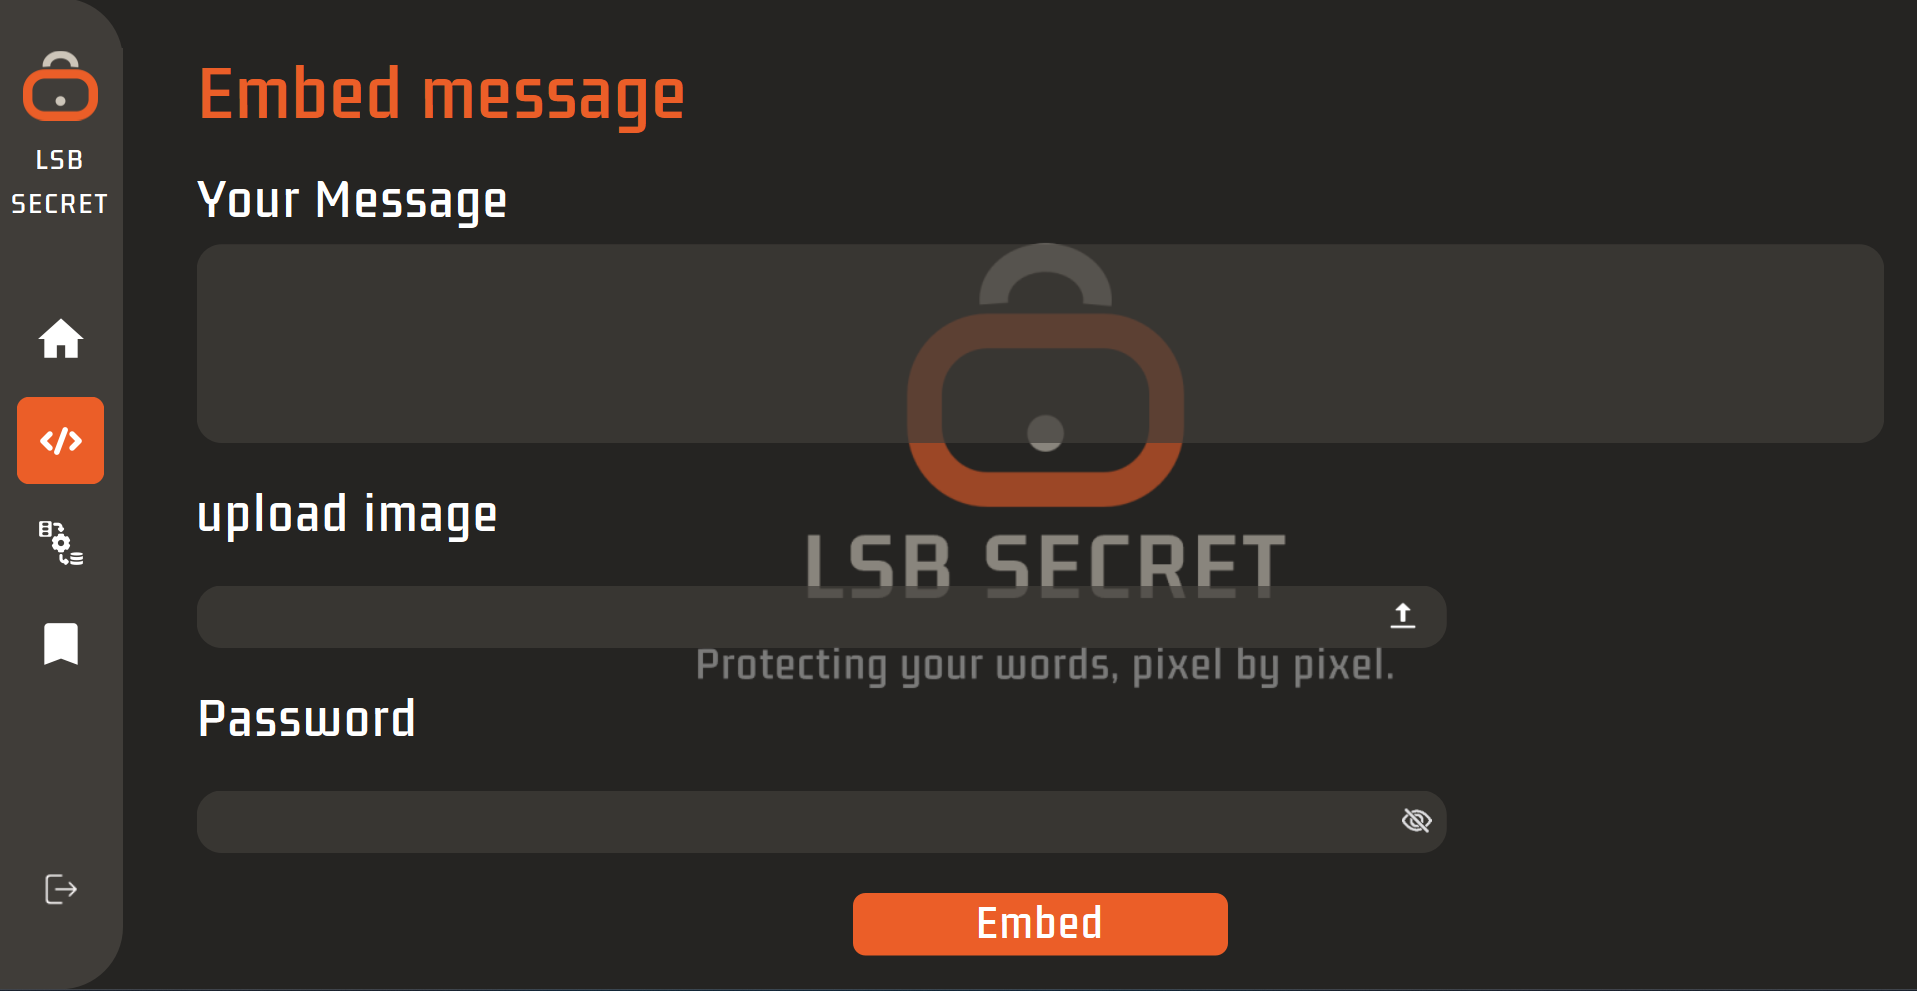 LSB
SECRET
Embed message
Your Message
upload image
LSB SECRET
Protecting your words, pixel by pixel.
Password
Embed